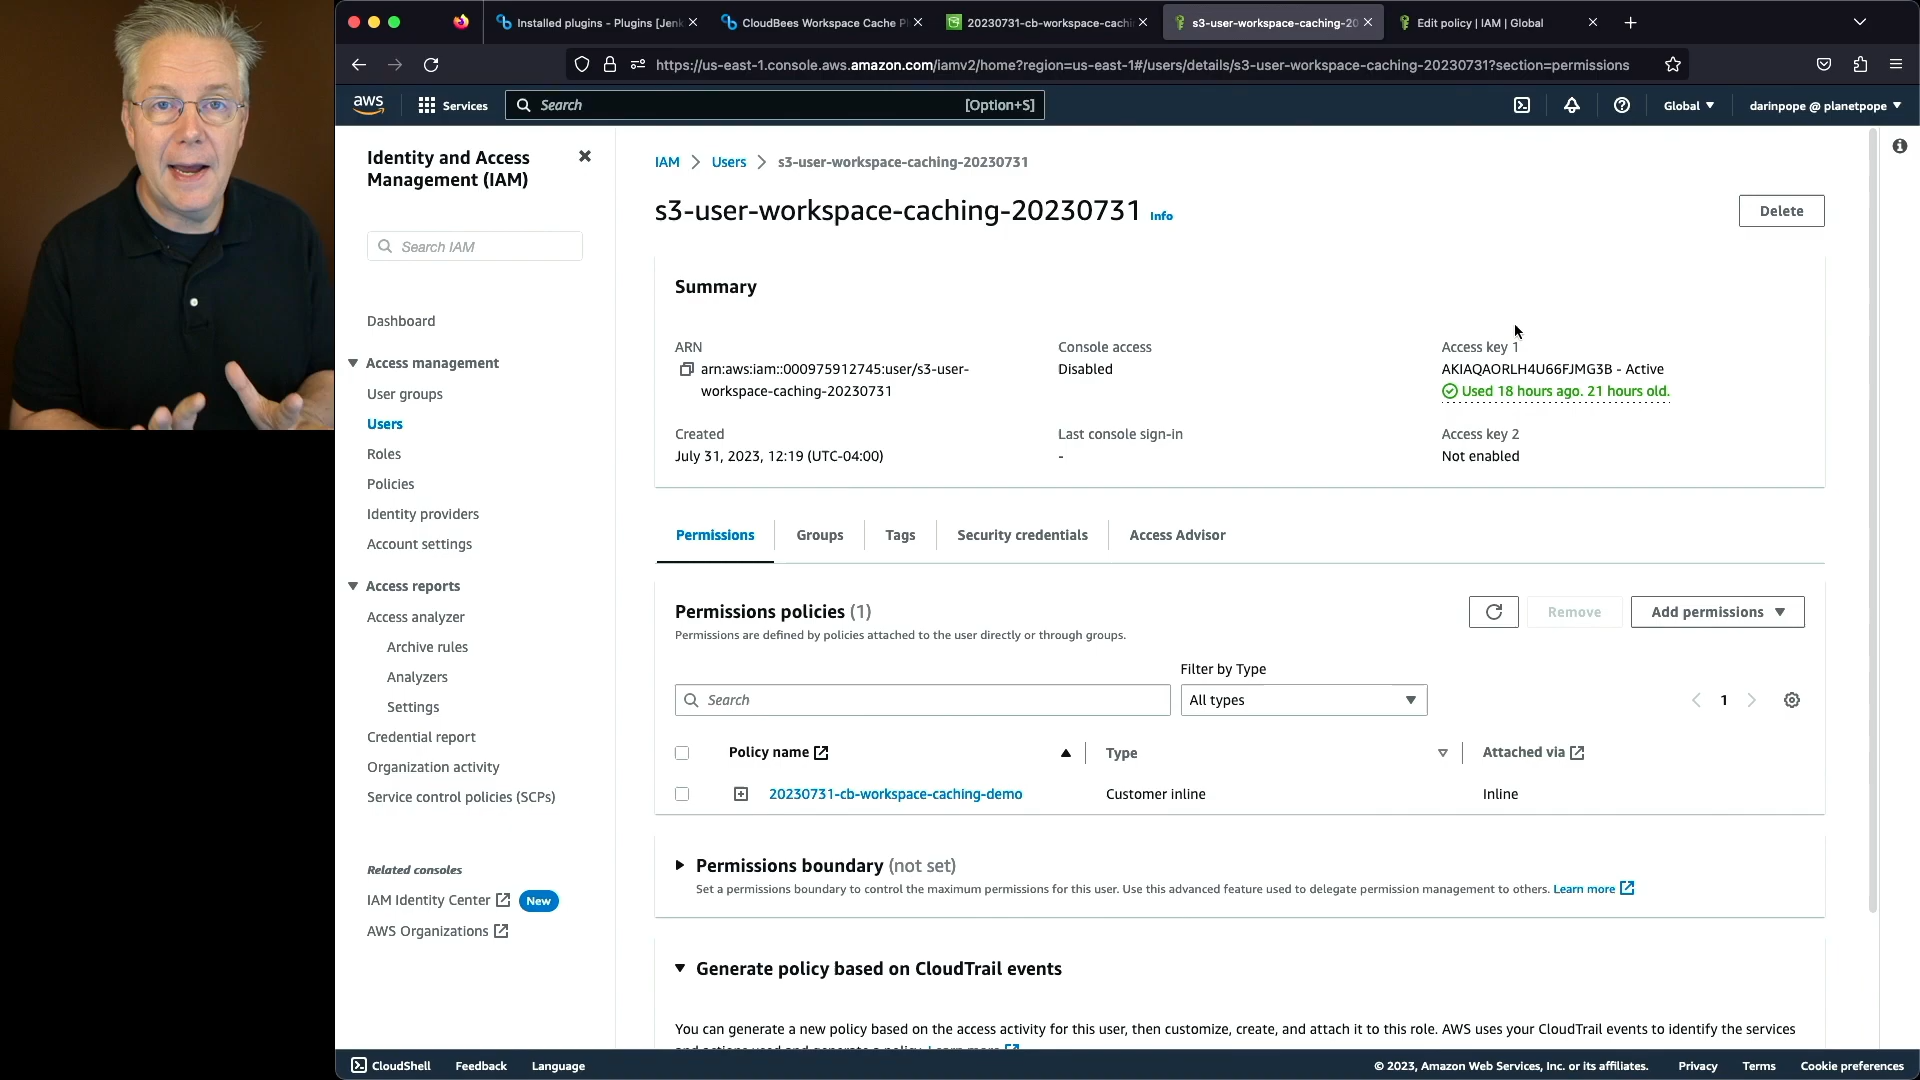 Installed plugins - Plugins [Jenk
CloudBees Workspace Cache Pl
20230731-cb-workspace-cachi
s3-user-workspace-caching-20
Edit policy | IAM | Global
https://us-east-1.console.aws.amazon.com/iamv2/home?region=us-east-1#/users/details/s3-user-workspace-caching-20230731?section=permissions
aws
Services
Search
[Option+S]
Global
darinpope @ planetpope
Identity and Access
Management (IAM)
Search IAM
Dashboard
Access management
User groups
Users
Roles
Policies
Identity providers
Account settings
Access reports
Access analyzer
Archive rules
Analyzers
Settings
Credential report
Organization activity
Service control policies (SCPs)
Related consoles
IAM Identity Center New
AWS Organizations
IAM > Users > s3-user-workspace-caching-20230731
s3-user-workspace-caching-20230731 Info
Delete
Summary
ARN
arn:aws:iam::000975912745:user/s3-user-
workspace-caching-20230731
Console access
Disabled
Access key 1
AKIAQAORLH4U66FJMG3B - Active
Used 18 hours ago. 21 hours old.
Created
July 31, 2023, 12:19 (UTC-04:00)
Last console sign-in
-
Access key 2
Not enabled
Permissions
Groups
Tags
Security credentials
Access Advisor
Permissions policies (1)
Permissions are defined by policies attached to the user directly or through groups.
Remove
Add permissions
Filter by Type
Search
All types
1
Policy name
Type
Attached via
20230731-cb-workspace-caching-demo
Customer inline
Inline
Permissions boundary (not set)
Set a permissions boundary to control the maximum permissions for this user. Use this advanced feature used to delegate permission management to others. Learn more
Generate policy based on CloudTrail events
You can generate a new policy based on the access activity for this user, then customize, create, and attach it to this role. AWS uses your CloudTrail events to identify the services
and actions used and generate a policy. Learn more
CloudShell
Feedback
Language
© 2023, Amazon Web Services, Inc. or its affiliates.
Privacy
Terms
Cookie preferences